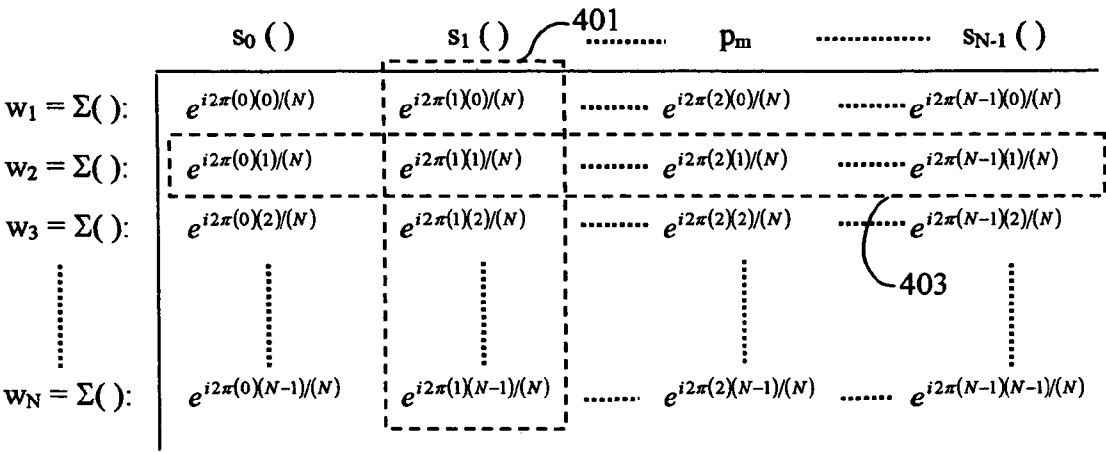 401
s₀ ( ) s₁ ( ) ........ pₘ ............ s_N-1 ( )
w₁ = Σ( ): e^{i2π(0)(0)/(N)} e^{i2π(1)(0)/(N)} ........ e^{i2π(2)(0)/(N)} ........ e^{i2π(N−1)(0)/(N)}
w₂ = Σ( ): e^{i2π(0)(1)/(N)} e^{i2π(1)(1)/(N)} ........ e^{i2π(2)(1)/(N)} ........ e^{i2π(N−1)(1)/(N)}
w₃ = Σ( ): e^{i2π(0)(2)/(N)} e^{i2π(1)(2)/(N)} ........ e^{i2π(2)(2)/(N)} ........ e^{i2π(N−1)(2)/(N)}
403
w_N = Σ( ): e^{i2π(0)(N−1)/(N)} e^{i2π(1)(N−1)/(N)} ........ e^{i2π(2)(N−1)/(N)} ........ e^{i2π(N−1)(N−1)/(N)}